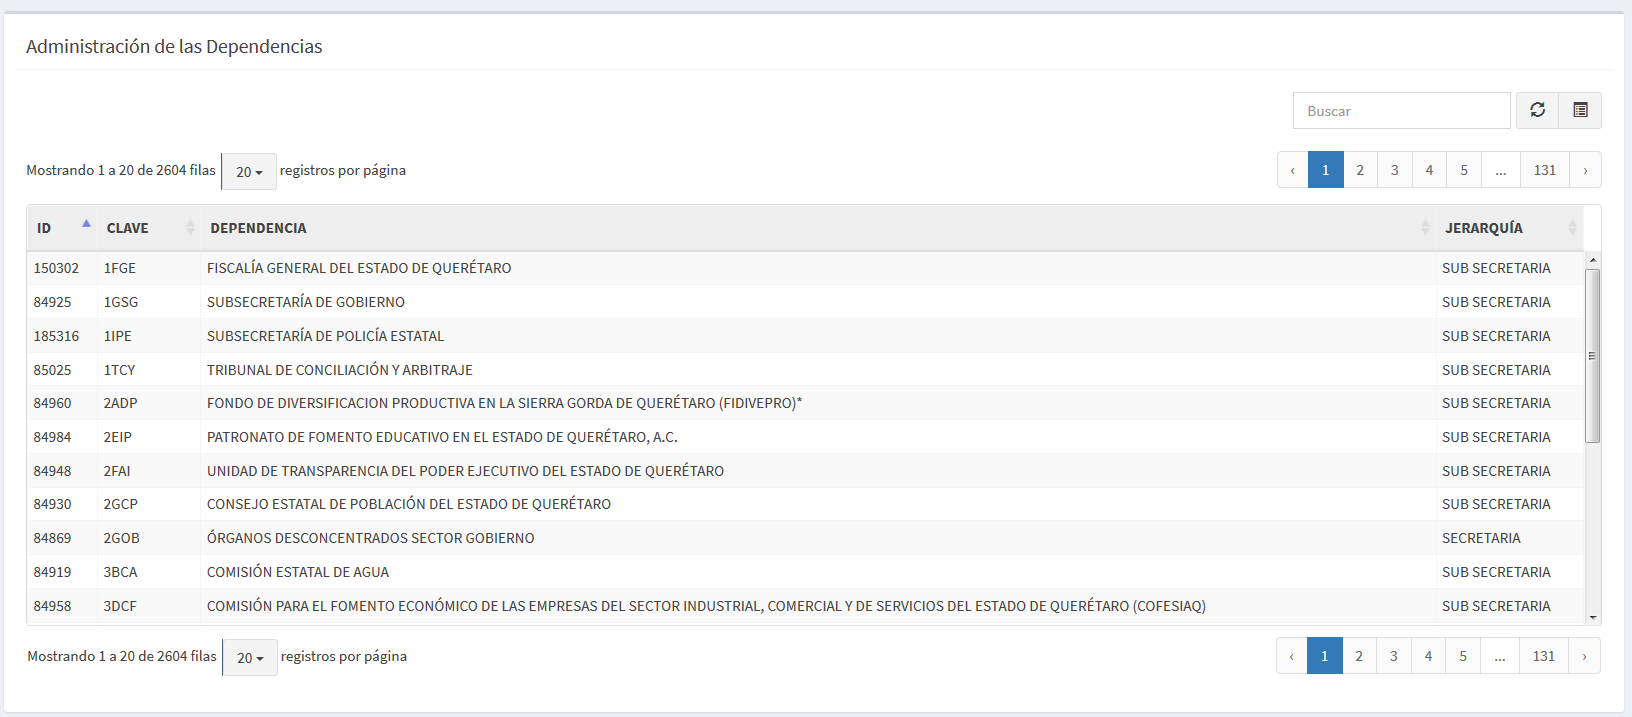 Administración de las Dependencias
Buscar
Mostrando 1 a 20 de 2604 filas 20 registros por página ‹ 1 2 3 4 5 ... 131 ›
ID CLAVE DEPENDENCIA JERARQUÍA
150302 1FGE FISCALÍA GENERAL DEL ESTADO DE QUERÉTARO SUB SECRETARIA
84925 1GSG SUBSECRETARÍA DE GOBIERNO SUB SECRETARIA
185316 1IPE SUBSECRETARÍA DE POLICÍA ESTATAL SUB SECRETARIA
85025 1TCY TRIBUNAL DE CONCILIACIÓN Y ARBITRAJE SUB SECRETARIA
84960 2ADP FONDO DE DIVERSIFICACION PRODUCTIVA EN LA SIERRA GORDA DE QUERÉTARO (FIDIVEPRO)* SUB SECRETARIA
84984 2EIP PATRONATO DE FOMENTO EDUCATIVO EN EL ESTADO DE QUERÉTARO, A.C. SUB SECRETARIA
84948 2FAI UNIDAD DE TRANSPARENCIA DEL PODER EJECUTIVO DEL ESTADO DE QUERÉTARO SUB SECRETARIA
84930 2GCP CONSEJO ESTATAL DE POBLACIÓN DEL ESTADO DE QUERÉTARO SUB SECRETARIA
84869 2GOB ÓRGANOS DESCONCENTRADOS SECTOR GOBIERNO SECRETARIA
84919 3BCA COMISIÓN ESTATAL DE AGUA SUB SECRETARIA
84958 3DCF COMISIÓN PARA EL FOMENTO ECONÓMICO DE LAS EMPRESAS DEL SECTOR INDUSTRIAL, COMERCIAL Y DE SERVICIOS DEL ESTADO DE QUERÉTARO (COFESIAQ) SUB SECRETARIA
Mostrando 1 a 20 de 2604 filas 20 registros por página ‹ 1 2 3 4 5 ... 131 ›